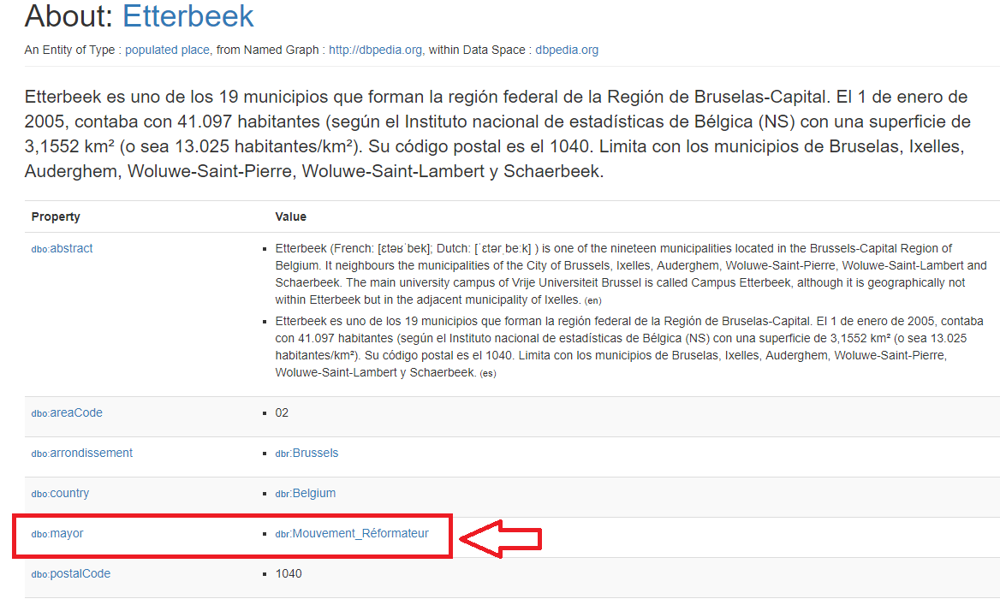 About: Etterbeek
An Entity of Type : populated place, from Named Graph : http://dbpedia.org, within Data Space : dbpedia.org
Etterbeek es uno de los 19 municipios que forman la región federal de la Región de Bruselas-Capital. El 1 de enero de
2005, contaba con 41.097 habitantes (según el Instituto nacional de estadísticas de Bélgica (NS) con una superficie de
3,1552 km² (o sea 13.025 habitantes/km²). Su código postal es el 1040. Limita con los municipios de Bruselas, Ixelles,
Auderghem, Woluwe-Saint-Pierre, Woluwe-Saint-Lambert y Schaerbeek.
Property Value
dbo:abstract
Etterbeek (French: [ɛtəʁˈbek]; Dutch: [ˈɛtərˌbeːk] ) is one of the nineteen municipalities located in the Brussels-Capital Region of
Belgium. It neighbours the municipalities of the City of Brussels, Ixelles, Auderghem, Woluwe-Saint-Pierre, Woluwe-Saint-Lambert and
Schaerbeek. The main university campus of Vrije Universiteit Brussel is called Campus Etterbeek, although it is geographically not
within Etterbeek but in the adjacent municipality of Ixelles. (en)
Etterbeek es uno de los 19 municipios que forman la región federal de la Región de Bruselas-Capital. El 1 de enero de 2005, contaba
con 41.097 habitantes (según el Instituto nacional de estadísticas de Bélgica (NS) con una superficie de 3,1552 km² (o sea 13.025
habitantes/km²). Su código postal es el 1040. Limita con los municipios de Bruselas, Ixelles, Auderghem, Woluwe-Saint-Pierre,
Woluwe-Saint-Lambert y Schaerbeek. (es)
dbo:areaCode 02
dbo:arrondissement dbr:Brussels
dbo:country dbr:Belgium
dbo:mayor dbr:Mouvement_Réformateur
dbo:postalCode 1040